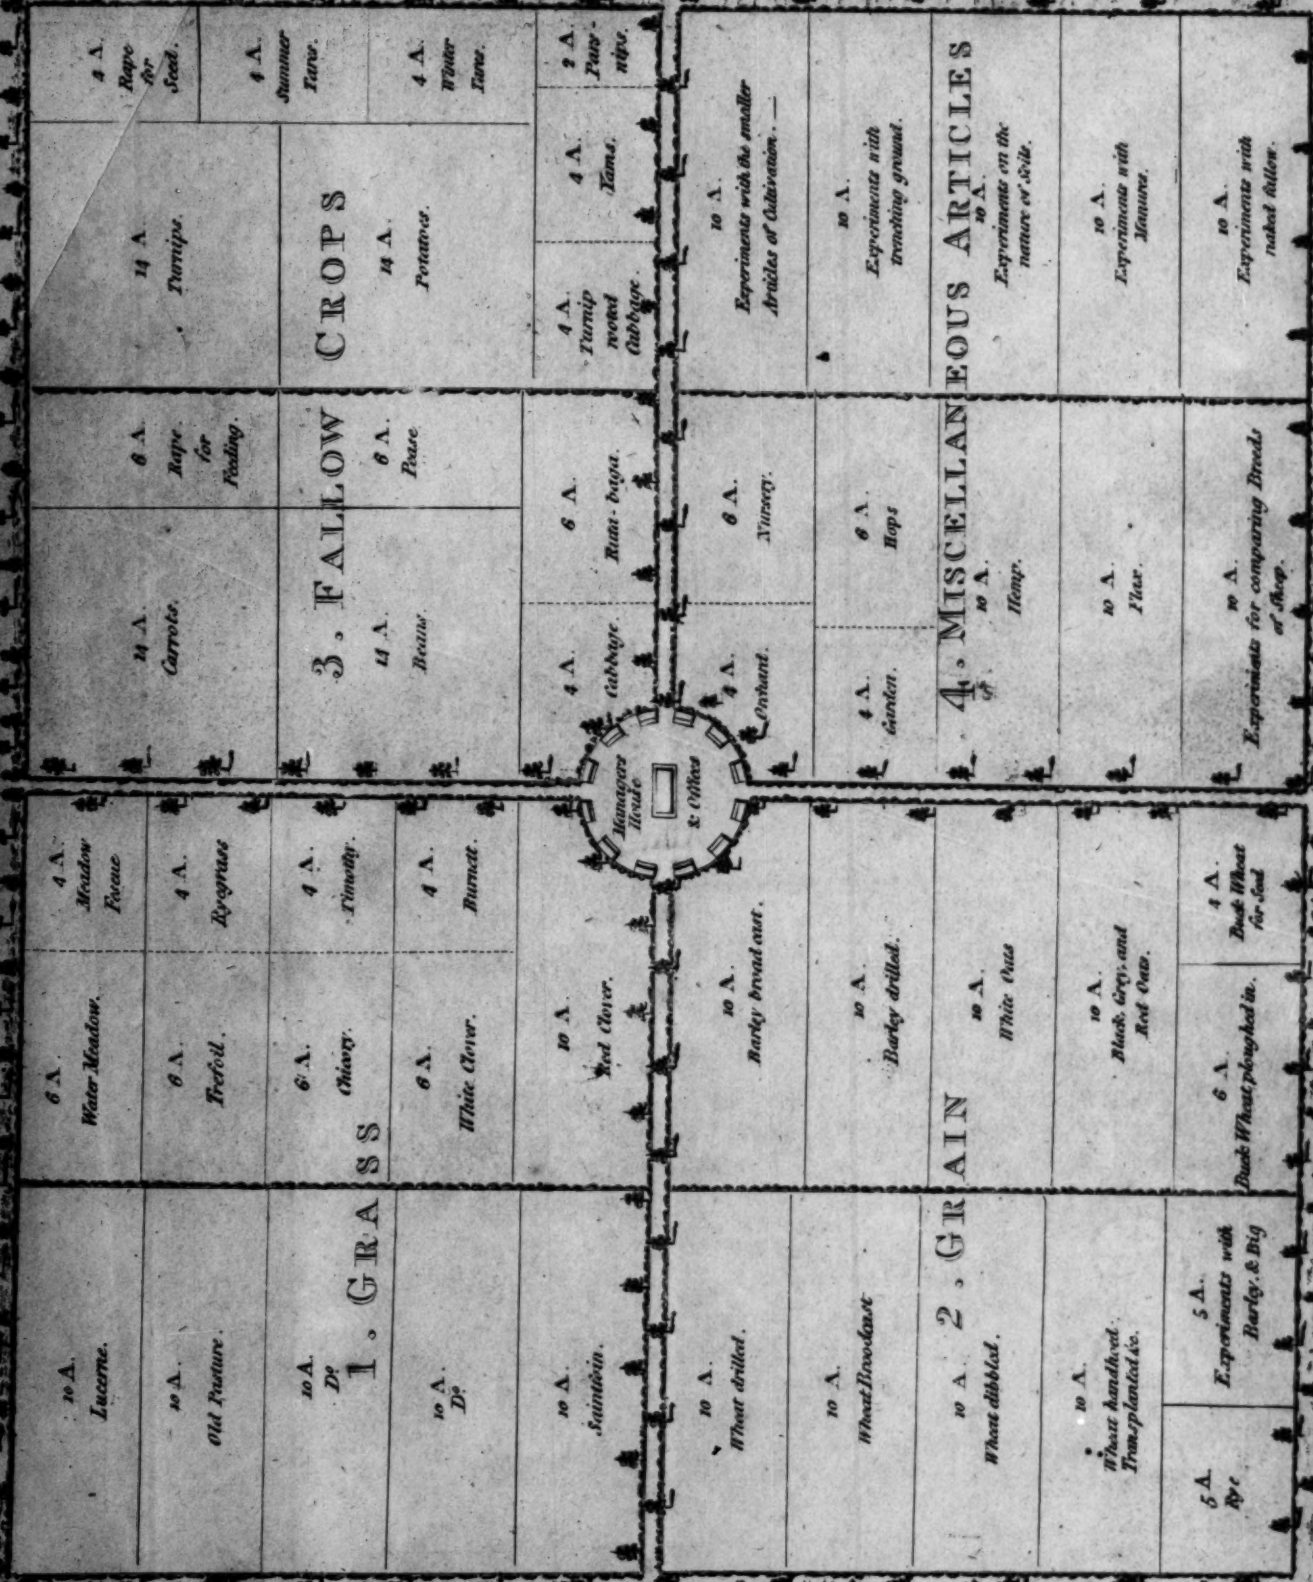 1. GRASS
10 A.
Lucerne.
10 A.
Old Pasture.
10 A.
Do.
10 A.
Do.
10 A.
Saintfoin.
6 A.
Water Meadow.
4 A.
Meadow
Fescue
6 A.
Trefoil.
4 A.
Ryegrass
6 A.
Chicory.
4 A.
Timothy.
6 A.
White Clover.
4 A.
Burnett.
10 A.
Red Clover.
3. FALLOW CROPS
14 A.
Carrots.
6 A.
Rape
for
Feeding.
14 A.
Beans
6 A.
Pease
4 A.
Cabbage.
6 A.
Ruta-baga.
14 A.
Turnips.
4 A.
Rape
for
Seed.
14 A.
Potatoes.
4 A.
Summer
Tares.
4 A.
Winter
Tares.
4 A.
Turnip
rooted
Cabbage.
4 A.
Yams.
2 A.
Pars-
nips.
Managers
House
& Offices
2. GRAIN
10 A.
Wheat drilled.
10 A.
Wheat Broadcast
10 A.
Wheat dibbled.
10 A.
Wheat handhoed.
Transplanted &c.
5 A.
Rye
5 A.
Experiments with
Barley. & Big
10 A.
Barley broad cast.
10 A.
Barley drilled.
10 A.
White Oats
10 A.
Black, Grey, and
Red Oats.
6 A.
Buck Wheat ploughed in.
4 A.
Buck Wheat
for Seed
4. MISCELLANEOUS ARTICLES
4 A.
Orchard.
6 A.
Nursery.
4 A.
Garden.
6 A.
Hops
10 A.
Hemp.
10 A.
Flax.
10 A.
Experiments for comparing Breeds
of Sheep.
10 A.
Experiments with the smaller
Articles of Cultivation.—
10 A.
Experiments with
trenching ground.
10 A.
Experiments on the
nature of Soils.
10 A.
Experiments with
Manures.
10 A.
Experiments with
naked fallow.